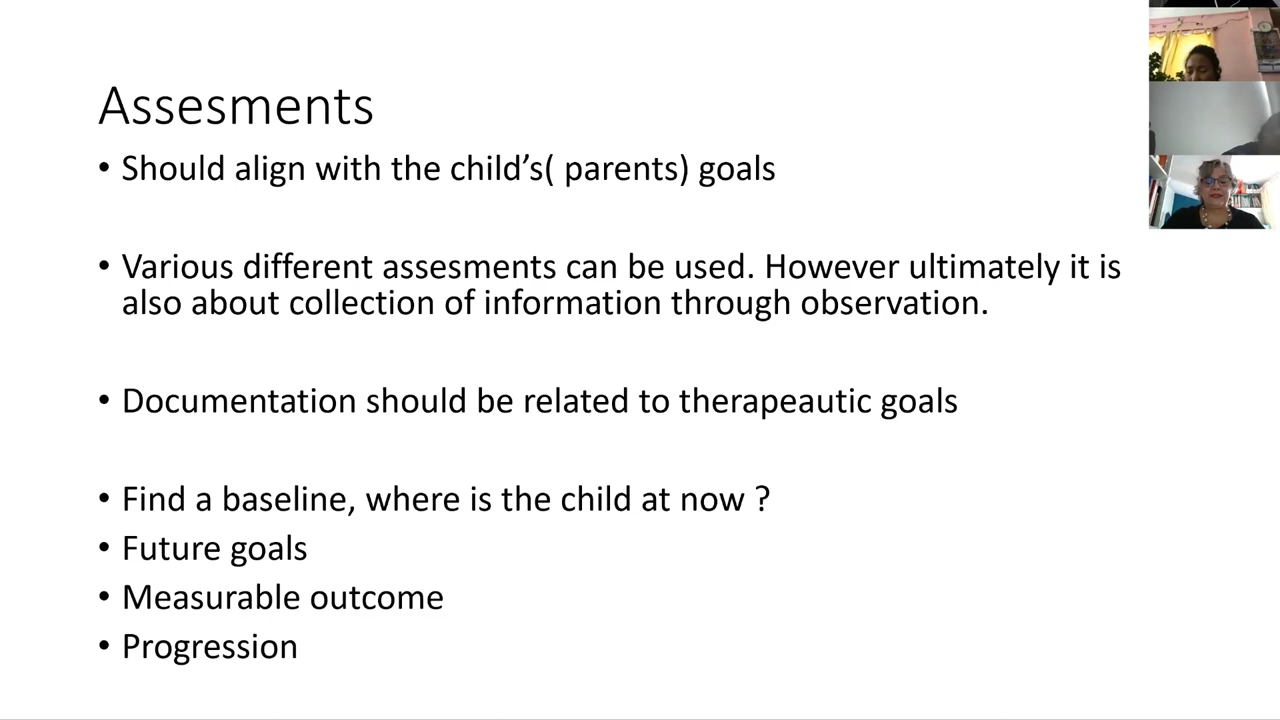 Assesments
• Should align with the child’s( parents) goals
• Various different assesments can be used. However ultimately it is
also about collection of information through observation.
• Documentation should be related to therapeautic goals
• Find a baseline, where is the child at now ?
• Future goals
• Measurable outcome
• Progression